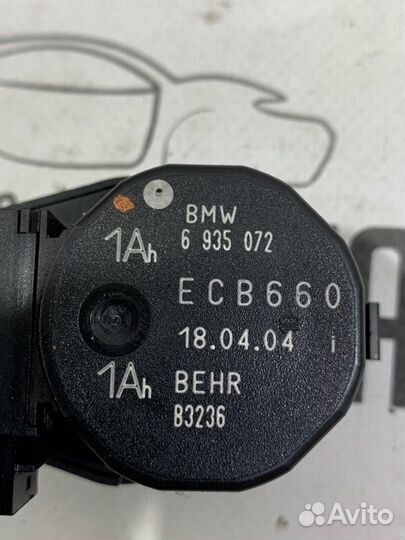 BMW
1Ah 6 935 072
ECB660
18.04.04 i
1Ah BEHR
B3236
Avito